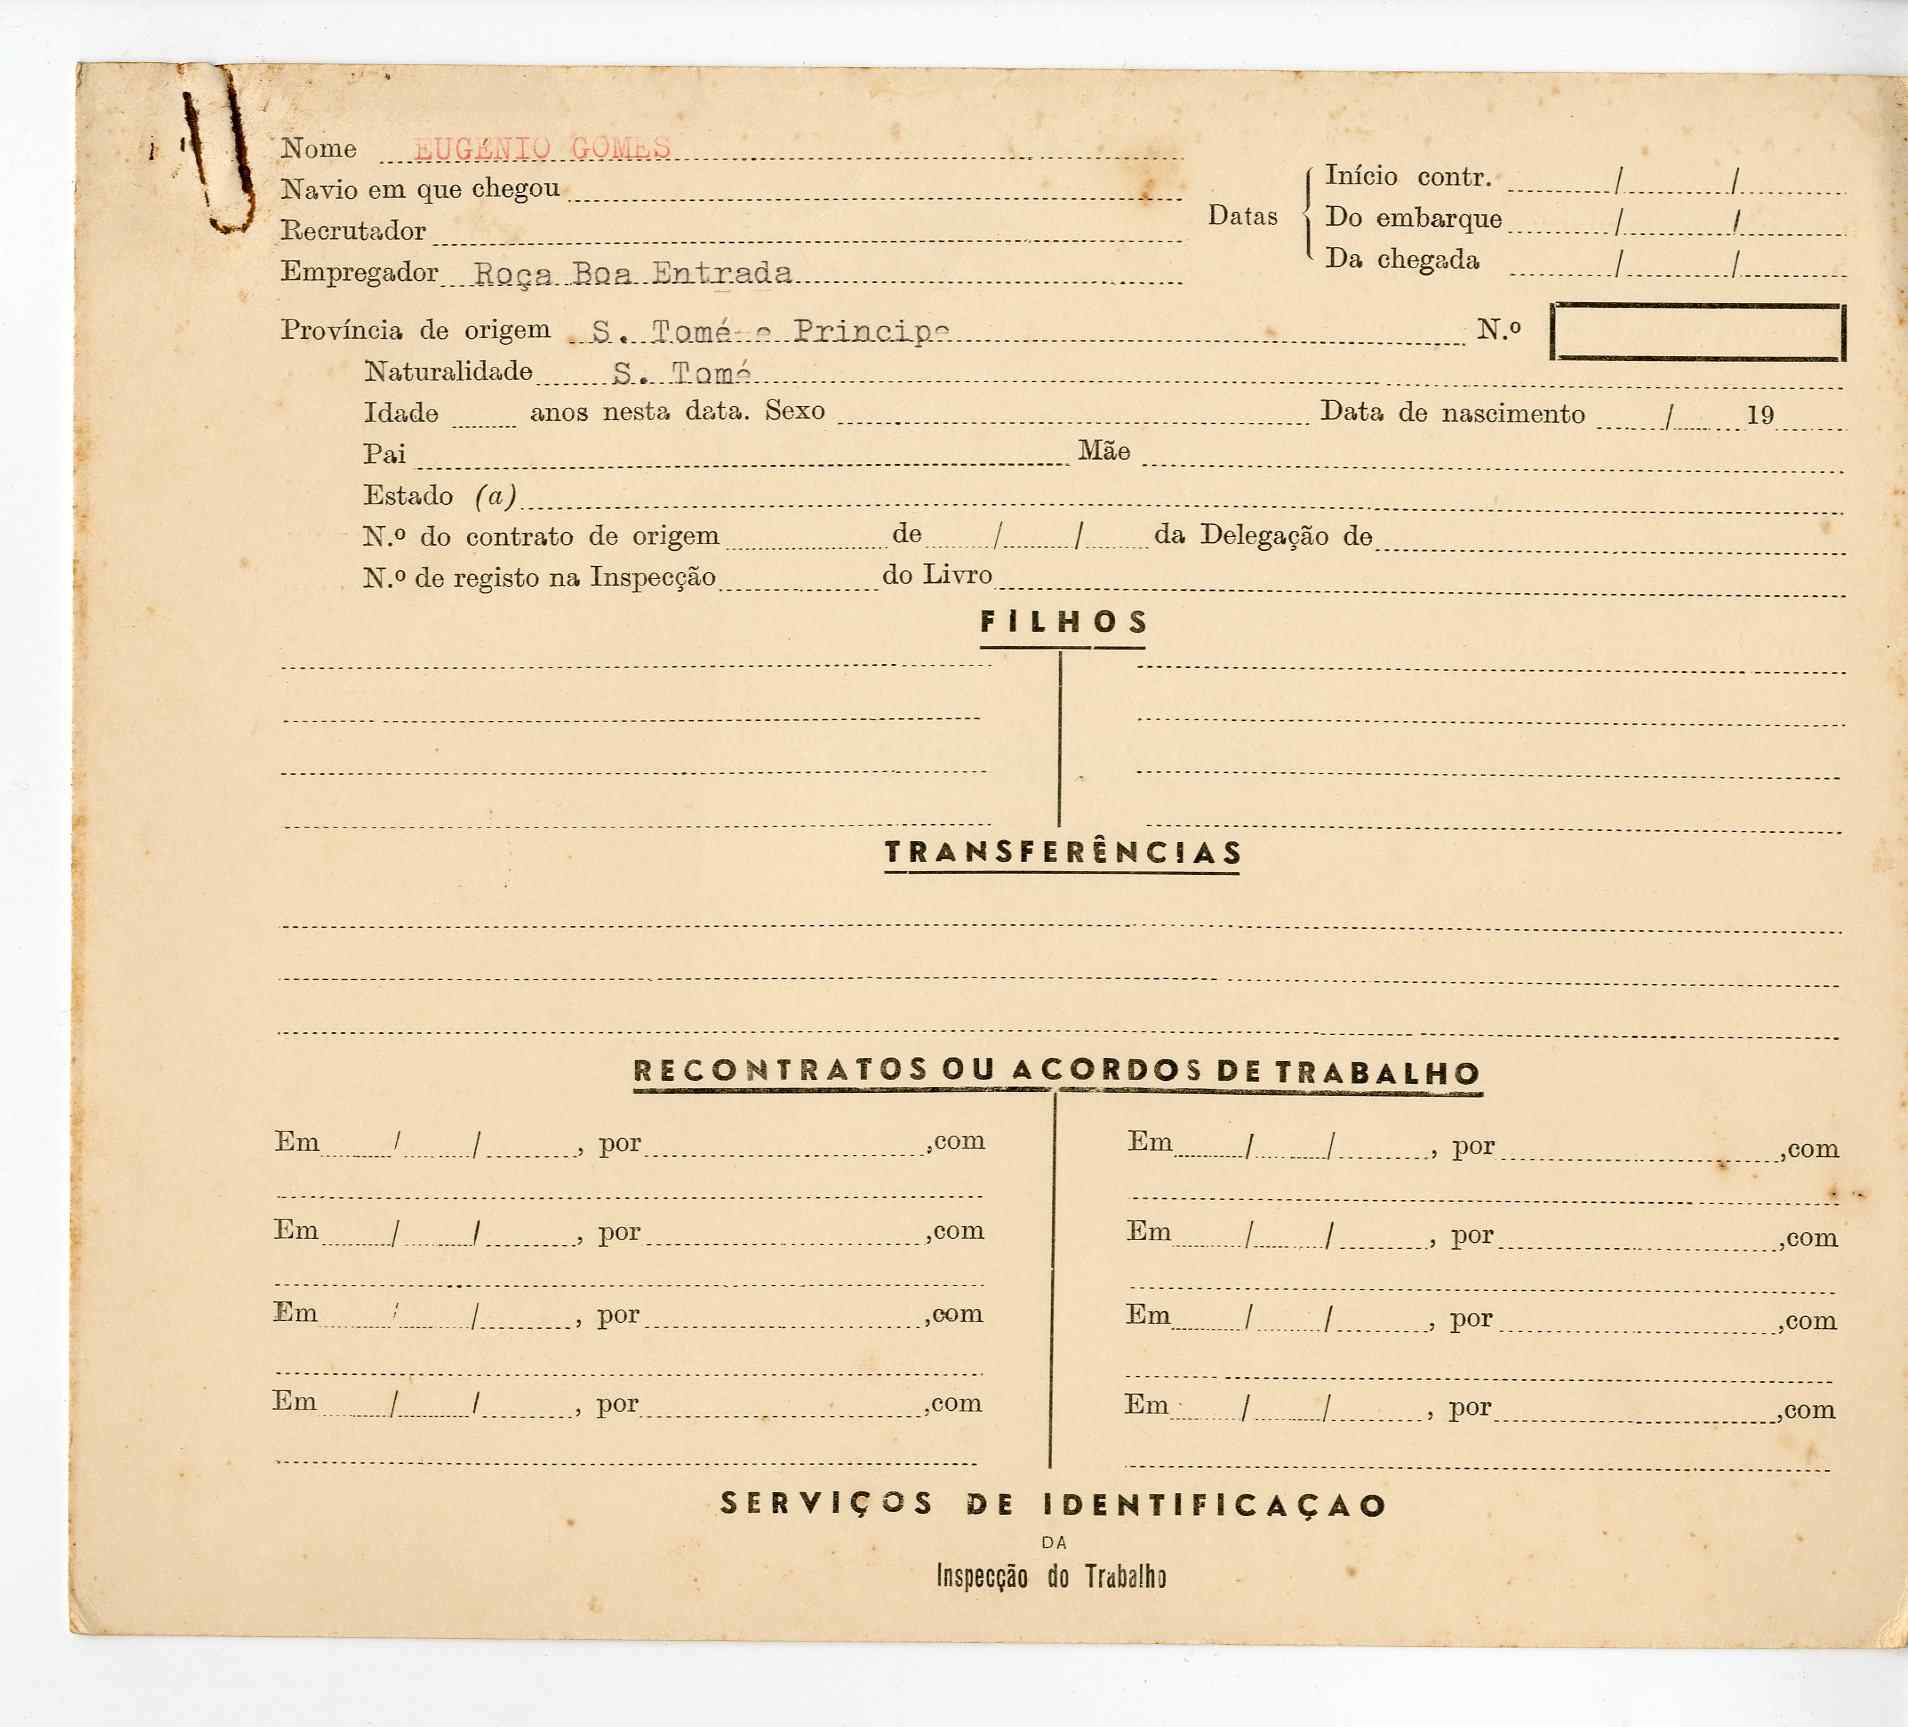 Nome EUGÉNIO GOMES
Navio em que chegou
Recrutador
Empregador Roça Boa Entrada
Datas
Início contr. / /
Do embarque / /
Da chegada / /
Província de origem S. Tomé e Principe N.º
Naturalidade S. Tomé
Idade anos nesta data. Sexo Data de nascimento / 19
Pai Mãe
Estado (a)
N.º do contrato de origem de / / da Delegação de
N.º de registo na Inspecção do Livro
FILHOS
TRANSFERÊNCIAS
RECONTRATOS OU ACORDOS DE TRABALHO
Em / / , por ,com
Em / / , por ,com
Em / / , por ,com
Em / / , por ,com
Em / / , por ,com
Em / / , por ,com
Em / / , por ,com
Em / / , por ,com
SERVIÇOS DE IDENTIFICAÇAO
DA
Inspecção do Trabalho